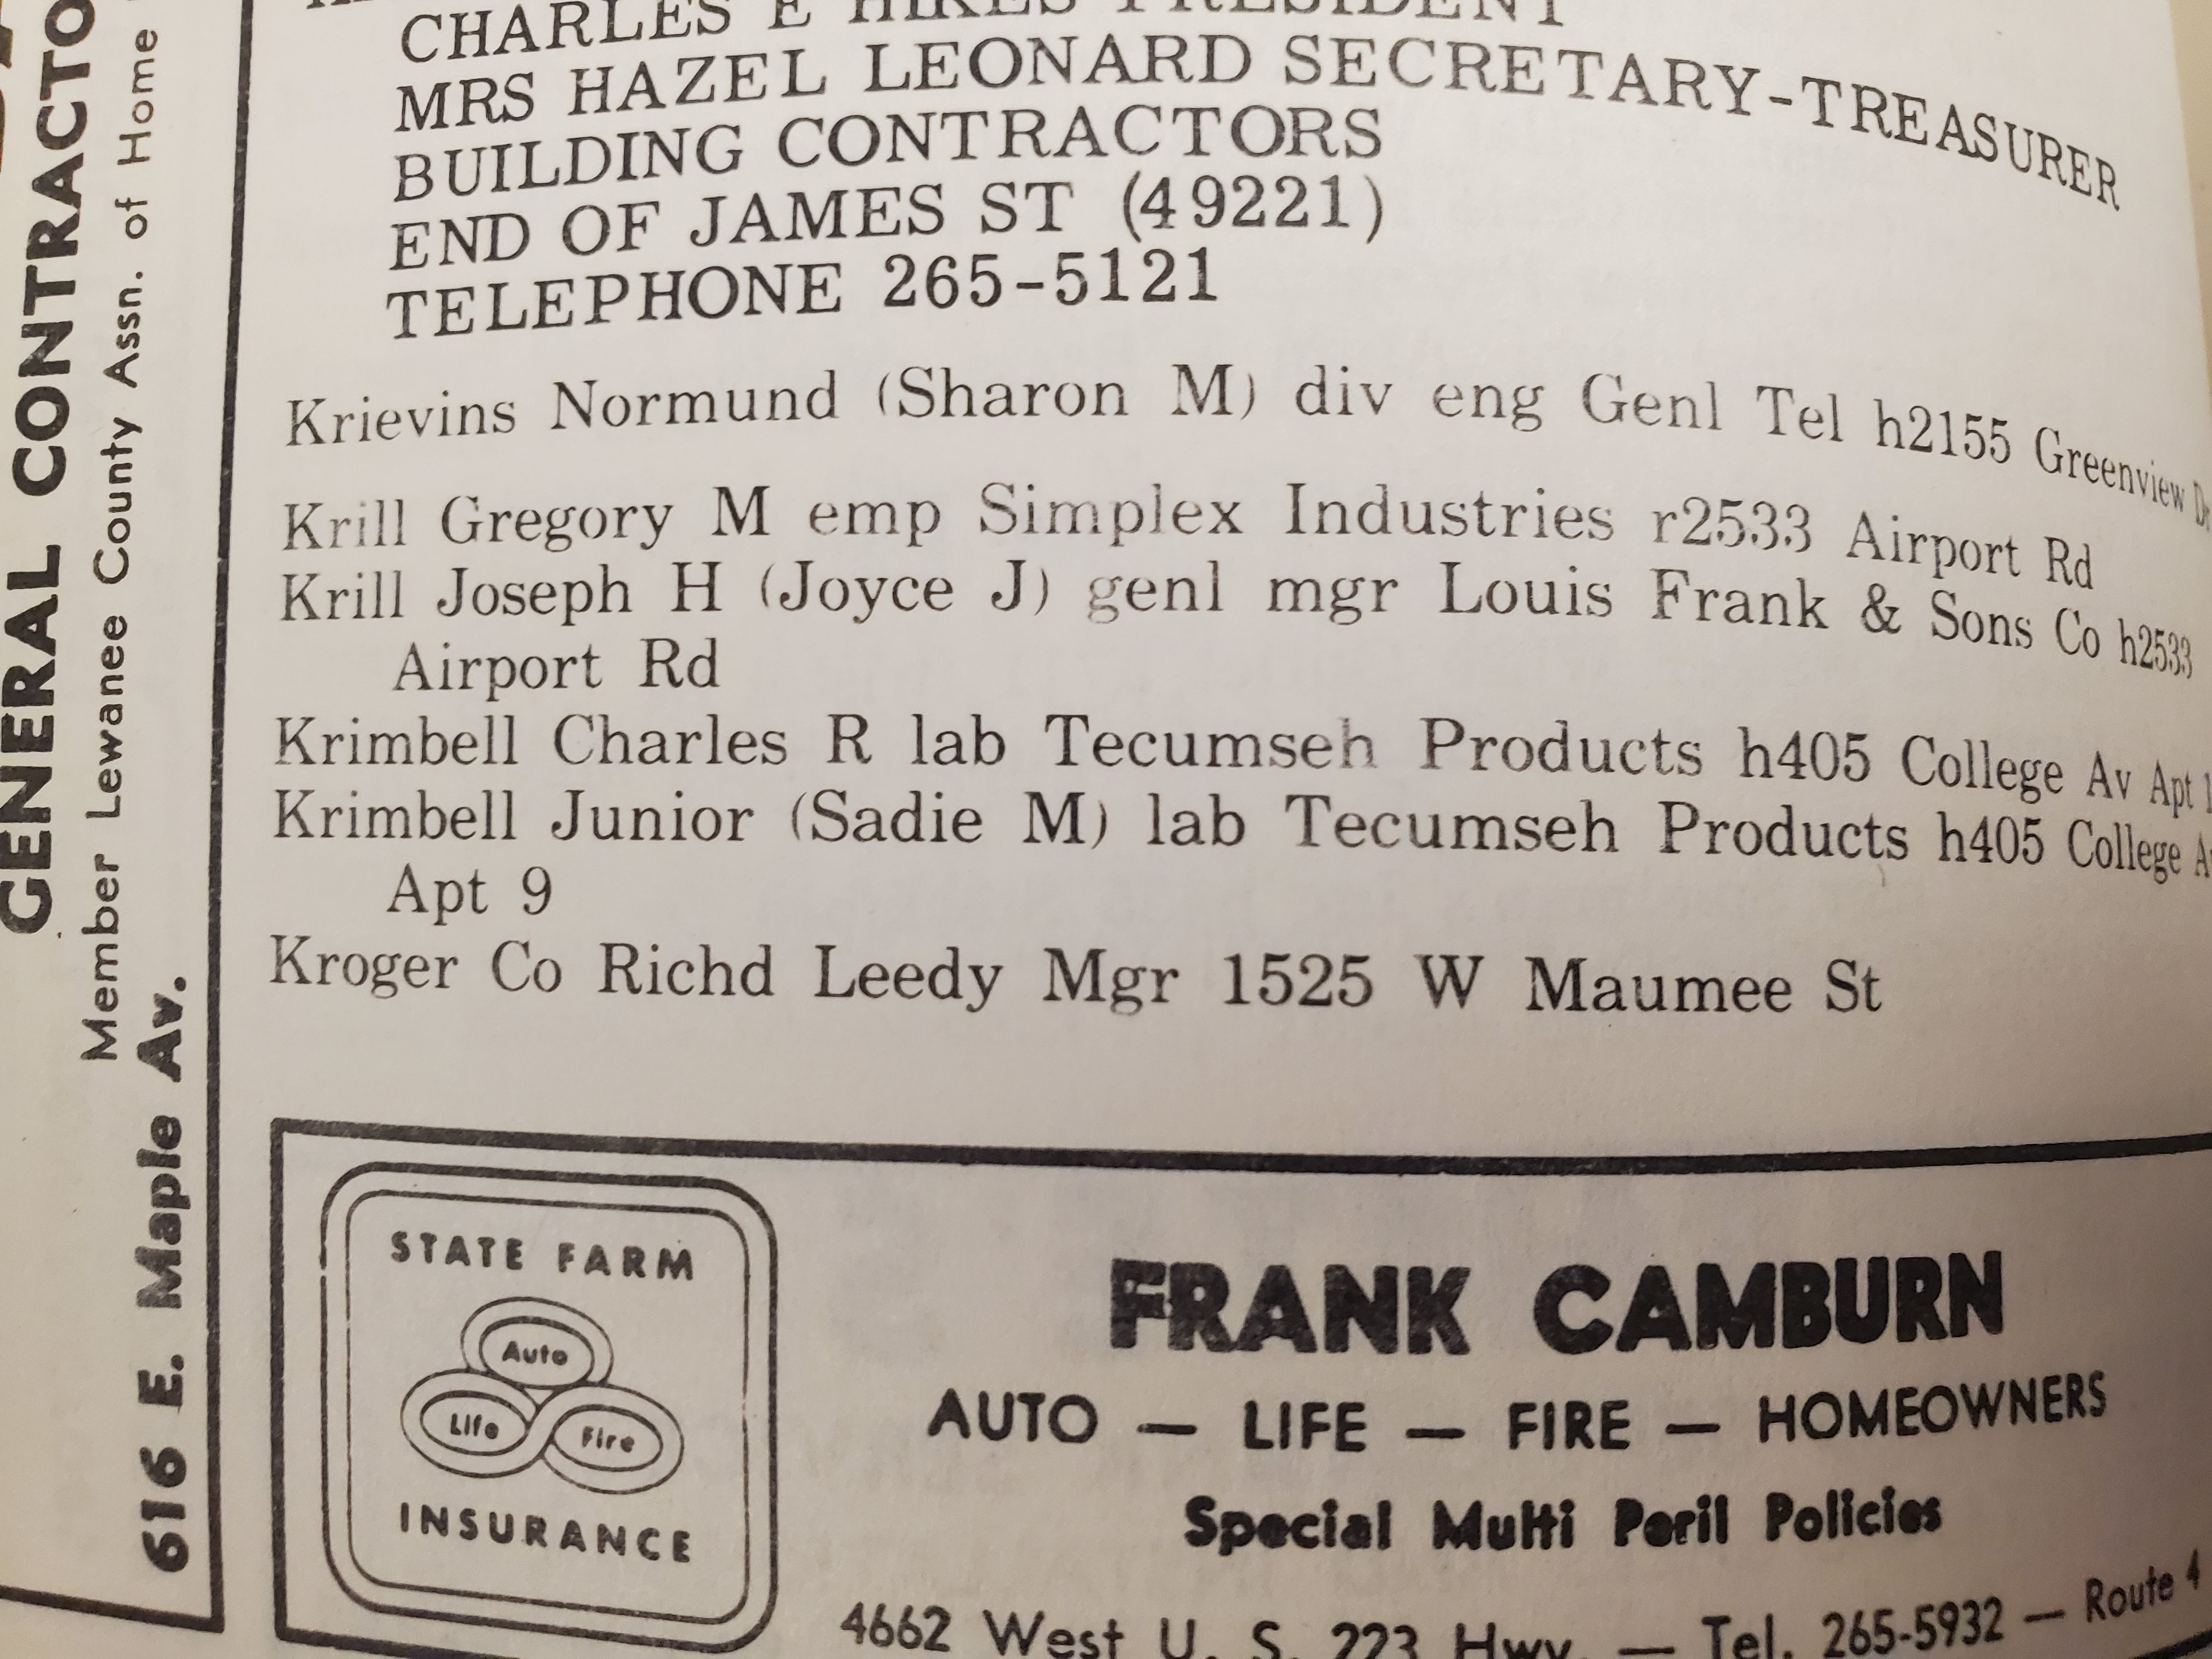 CHARLES E HIKES PRESIDENT
MRS HAZEL LEONARD SECRETARY-TREASURER
BUILDING CONTRACTORS
END OF JAMES ST (49221)
TELEPHONE 265-5121
Krievins Normund (Sharon M) div eng Genl Tel h2155 Greenview Dr
Krill Gregory M emp Simplex Industries r2533 Airport Rd
Krill Joseph H (Joyce J) genl mgr Louis Frank & Sons Co h2533
Airport Rd
Krimbell Charles R lab Tecumseh Products h405 College Av Apt
Krimbell Junior (Sadie M) lab Tecumseh Products h405 College
Apt 9
Kroger Co Richd Leedy Mgr 1525 W Maumee St
STATE FARM
Auto
Life Fire
INSURANCE
FRANK CAMBURN
AUTO — LIFE — FIRE — HOMEOWNERS
Special Multi Peril Policies
4662 West U. S. 223 Hwy. — Tel. 265-5932 — Route 4
GENERAL CONTRACTO
Member Lewanee County Assn. of Home
616 E. Maple Av.